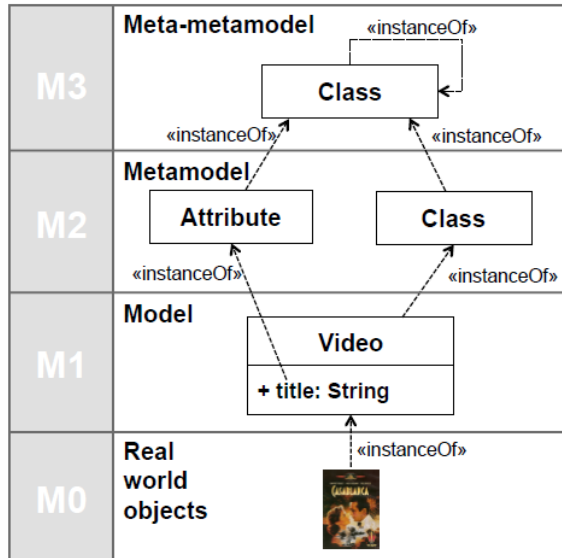 Meta-metamodel
«instanceOf»
M3
Class
«instanceOf»
«instanceOf»
Metamodel
M2
Attribute
Class
«instanceOf»
«instanceOf»
Model
Video
M1
+ title: String
Real
world
objects
«instanceOf»
M0
CASABLANCA